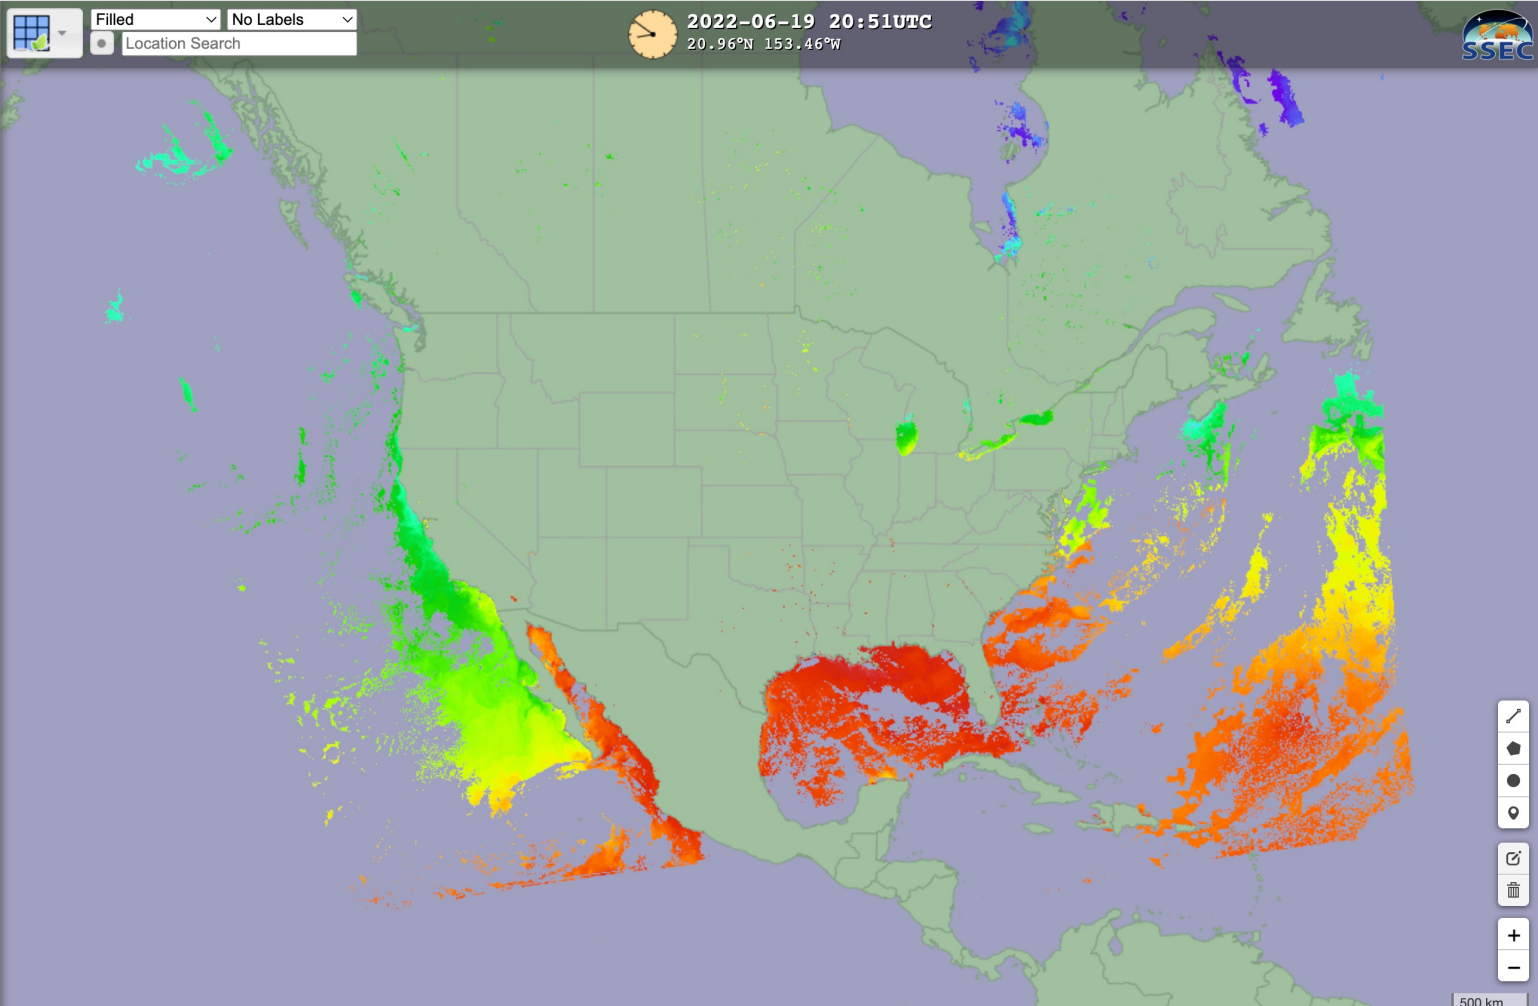 Filled
No Labels
Location Search
2022-06-19 20:51UTC
20.96°N 153.46°W
SSEC
+
−
500 km